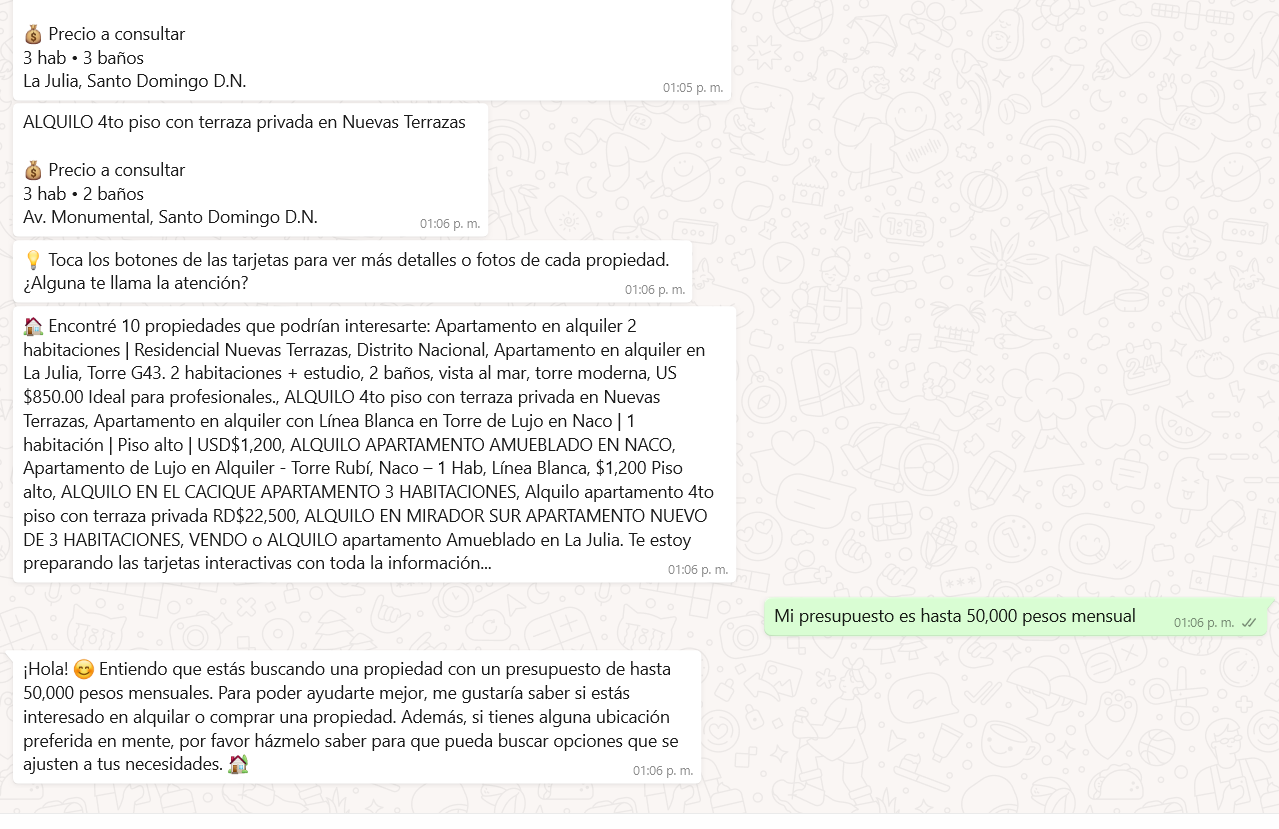 💰 Precio a consultar
3 hab • 3 baños
La Julia, Santo Domingo D.N.
01:05 p. m.
ALQUILO 4to piso con terraza privada en Nuevas Terrazas
💰 Precio a consultar
3 hab • 2 baños
Av. Monumental, Santo Domingo D.N.
01:06 p. m.
💡 Toca los botones de las tarjetas para ver más detalles o fotos de cada propiedad.
¿Alguna te llama la atención?
01:06 p. m.
🏠 Encontré 10 propiedades que podrían interesarte: Apartamento en alquiler 2
habitaciones | Residencial Nuevas Terrazas, Distrito Nacional, Apartamento en alquiler en
La Julia, Torre G43. 2 habitaciones + estudio, 2 baños, vista al mar, torre moderna, US
$850.00 Ideal para profesionales., ALQUILO 4to piso con terraza privada en Nuevas
Terrazas, Apartamento en alquiler con Línea Blanca en Torre de Lujo en Naco | 1
habitación | Piso alto | USD$1,200, ALQUILO APARTAMENTO AMUEBLADO EN NACO,
Apartamento de Lujo en Alquiler - Torre Rubí, Naco – 1 Hab, Línea Blanca, $1,200 Piso
alto, ALQUILO EN EL CACIQUE APARTAMENTO 3 HABITACIONES, Alquilo apartamento 4to
piso con terraza privada RD$22,500, ALQUILO EN MIRADOR SUR APARTAMENTO NUEVO
DE 3 HABITACIONES, VENDO o ALQUILO apartamento Amueblado en La Julia. Te estoy
preparando las tarjetas interactivas con toda la información...
01:06 p. m.
Mi presupuesto es hasta 50,000 pesos mensual
01:06 p. m.
¡Hola! 😊 Entiendo que estás buscando una propiedad con un presupuesto de hasta
50,000 pesos mensuales. Para poder ayudarte mejor, me gustaría saber si estás
interesado en alquilar o comprar una propiedad. Además, si tienes alguna ubicación
preferida en mente, por favor házmelo saber para que pueda buscar opciones que se
ajusten a tus necesidades. 🏠
01:06 p. m.